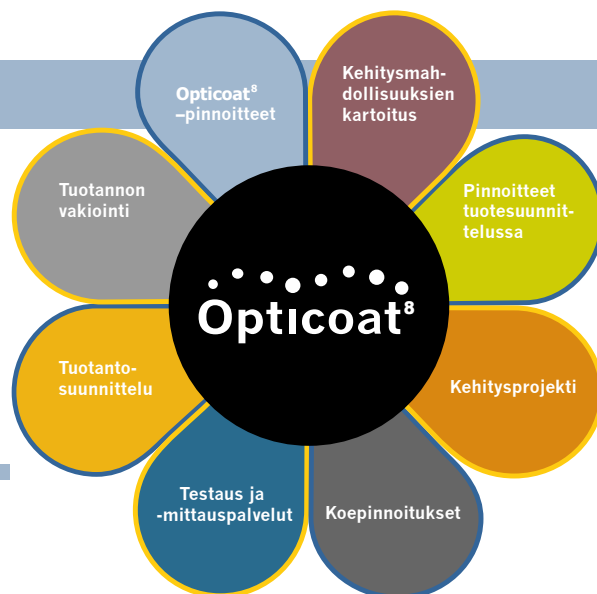 Opticoat⁸
–pinnoitteet
Kehitysmah-
dollisuuksien
kartoitus
Pinnoitteet
tuotesuunnit-
telussa
Kehitysprojekti
Koepinnoitukset
Testaus ja
-mittauspalvelut
Tuotanto-
suunnittelu
Tuotannon
vakiointi
Opticoat⁸